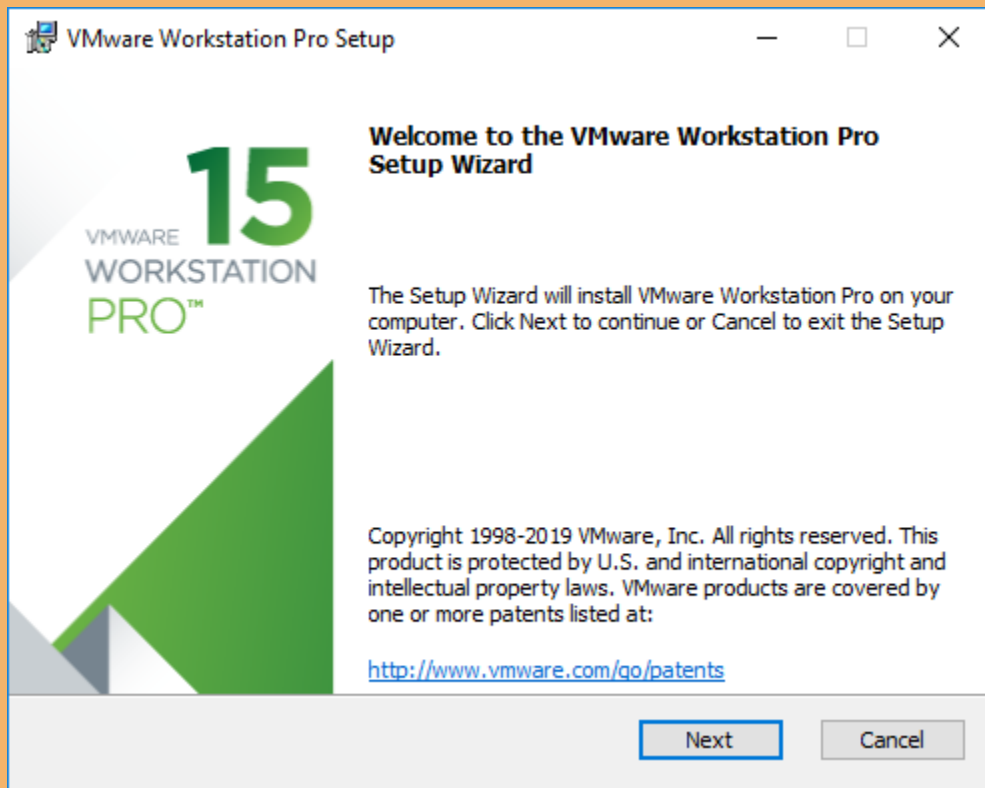 VMware Workstation Pro Setup
15
VMWARE
WORKSTATION
PRO™
Welcome to the VMware Workstation Pro
Setup Wizard
The Setup Wizard will install VMware Workstation Pro on your
computer. Click Next to continue or Cancel to exit the Setup
Wizard.
Copyright 1998-2019 VMware, Inc. All rights reserved. This
product is protected by U.S. and international copyright and
intellectual property laws. VMware products are covered by
one or more patents listed at:
http://www.vmware.com/go/patents
Next
Cancel